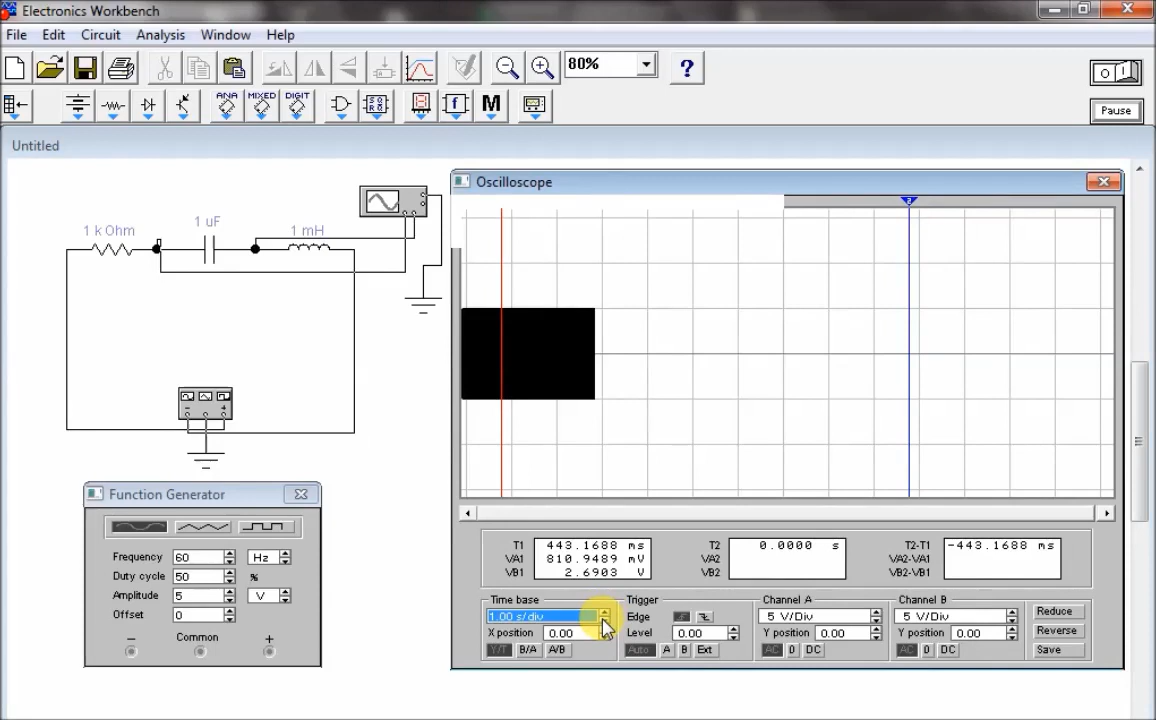 Electronics Workbench
File Edit Circuit Analysis Window Help
80% ?
ANA MIXED DIGIT f M
Pause
Untitled
Oscilloscope
1 k Ohm 1 uF 1 mH
2
T1 443.1688 ms
VA1 810.9489 mV
VB1 2.6903 V
T2 0.0000 s
VA2
VB2
T2-T1 -443.1688 ms
VA2-VA1
VB2-VB1
Time base
1.00 s/div
X position 0.00
Y/T B/A A/B
Trigger
Edge
Level 0.00
Auto A B Ext
Channel A
5 V/Div
Y position 0.00
AC 0 DC
Channel B
5 V/Div
Y position 0.00
AC 0 DC
Reduce
Reverse
Save
Function Generator
Frequency 60 Hz
Duty cycle 50 %
Amplitude 5 V
Offset 0
− Common +